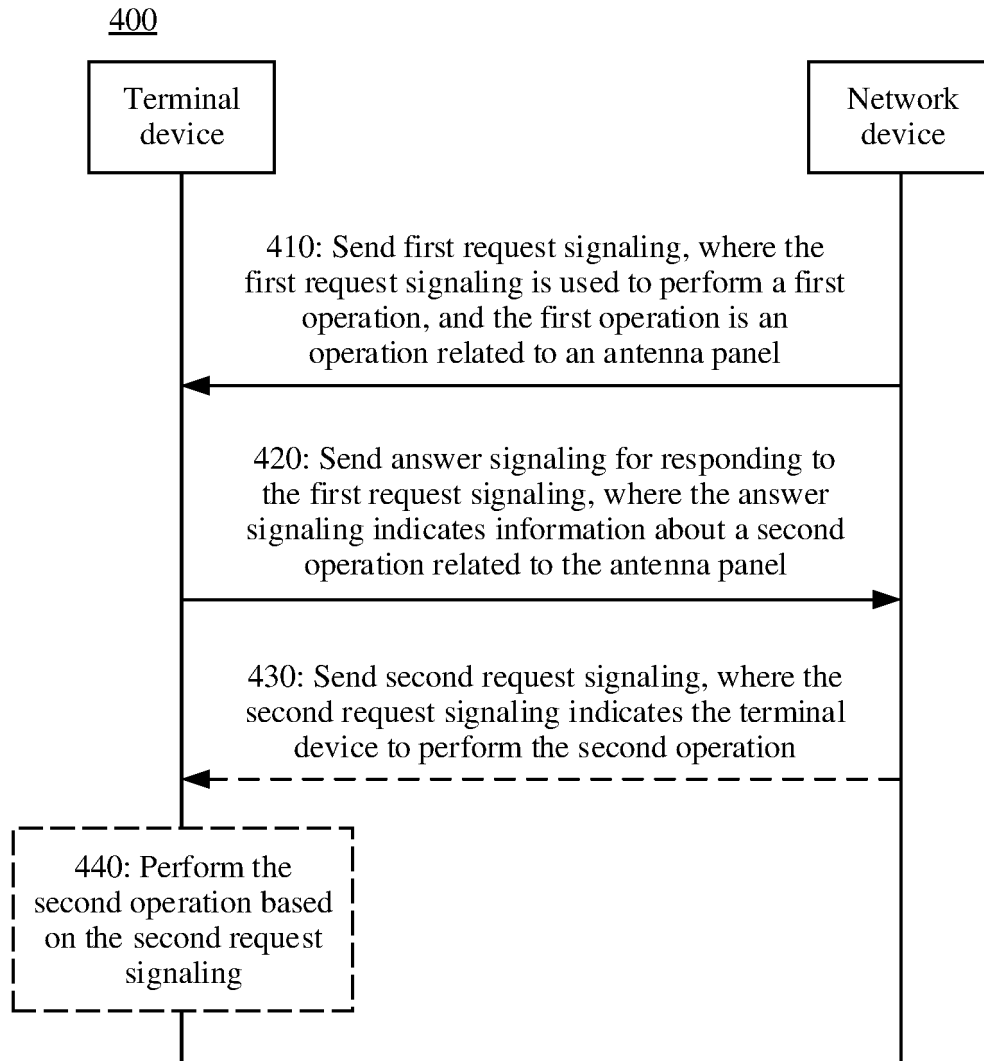 400
Terminal
device
Network
device
410: Send first request signaling, where the
first request signaling is used to perform a first
operation, and the first operation is an
operation related to an antenna panel
420: Send answer signaling for responding to
the first request signaling, where the answer
signaling indicates information about a second
operation related to the antenna panel
430: Send second request signaling, where the
second request signaling indicates the terminal
device to perform the second operation
440: Perform the
second operation based
on the second request
signaling